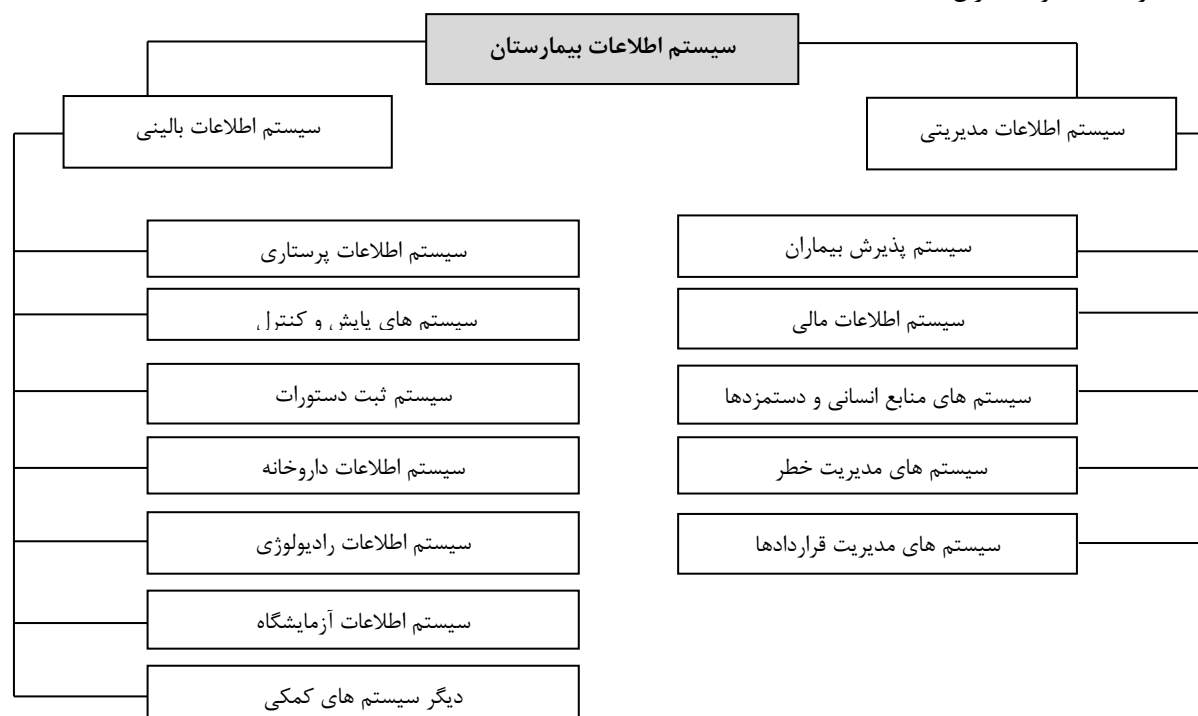 سیستم اطلاعات بیمارستان
سیستم اطلاعات مدیریتی
سیستم اطلاعات بالینی
سیستم پذیرش بیماران
سیستم اطلاعات مالی
سیستم های منابع انسانی و دستمزدها
سیستم های مدیریت خطر
سیستم های مدیریت قراردادها
سیستم اطلاعات پرستاری
سیستم های پایش و کنترل
سیستم ثبت دستورات
سیستم اطلاعات داروخانه
سیستم اطلاعات رادیولوژی
سیستم اطلاعات آزمایشگاه
دیگر سیستم های کمکی